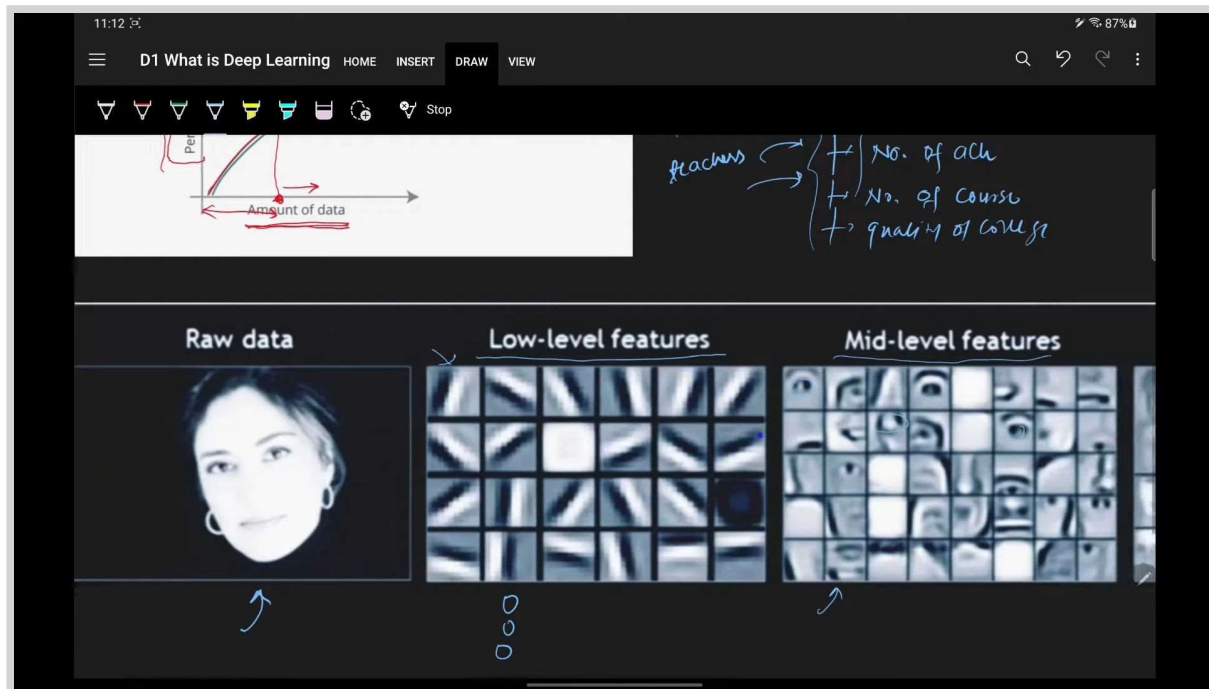 11:12
87%
D1 What is Deep Learning HOME INSERT DRAW VIEW
Stop
Per
Amount of data
teachers
No. of ach
No. of course
quality of college
Raw data
Low-level features
Mid-level features